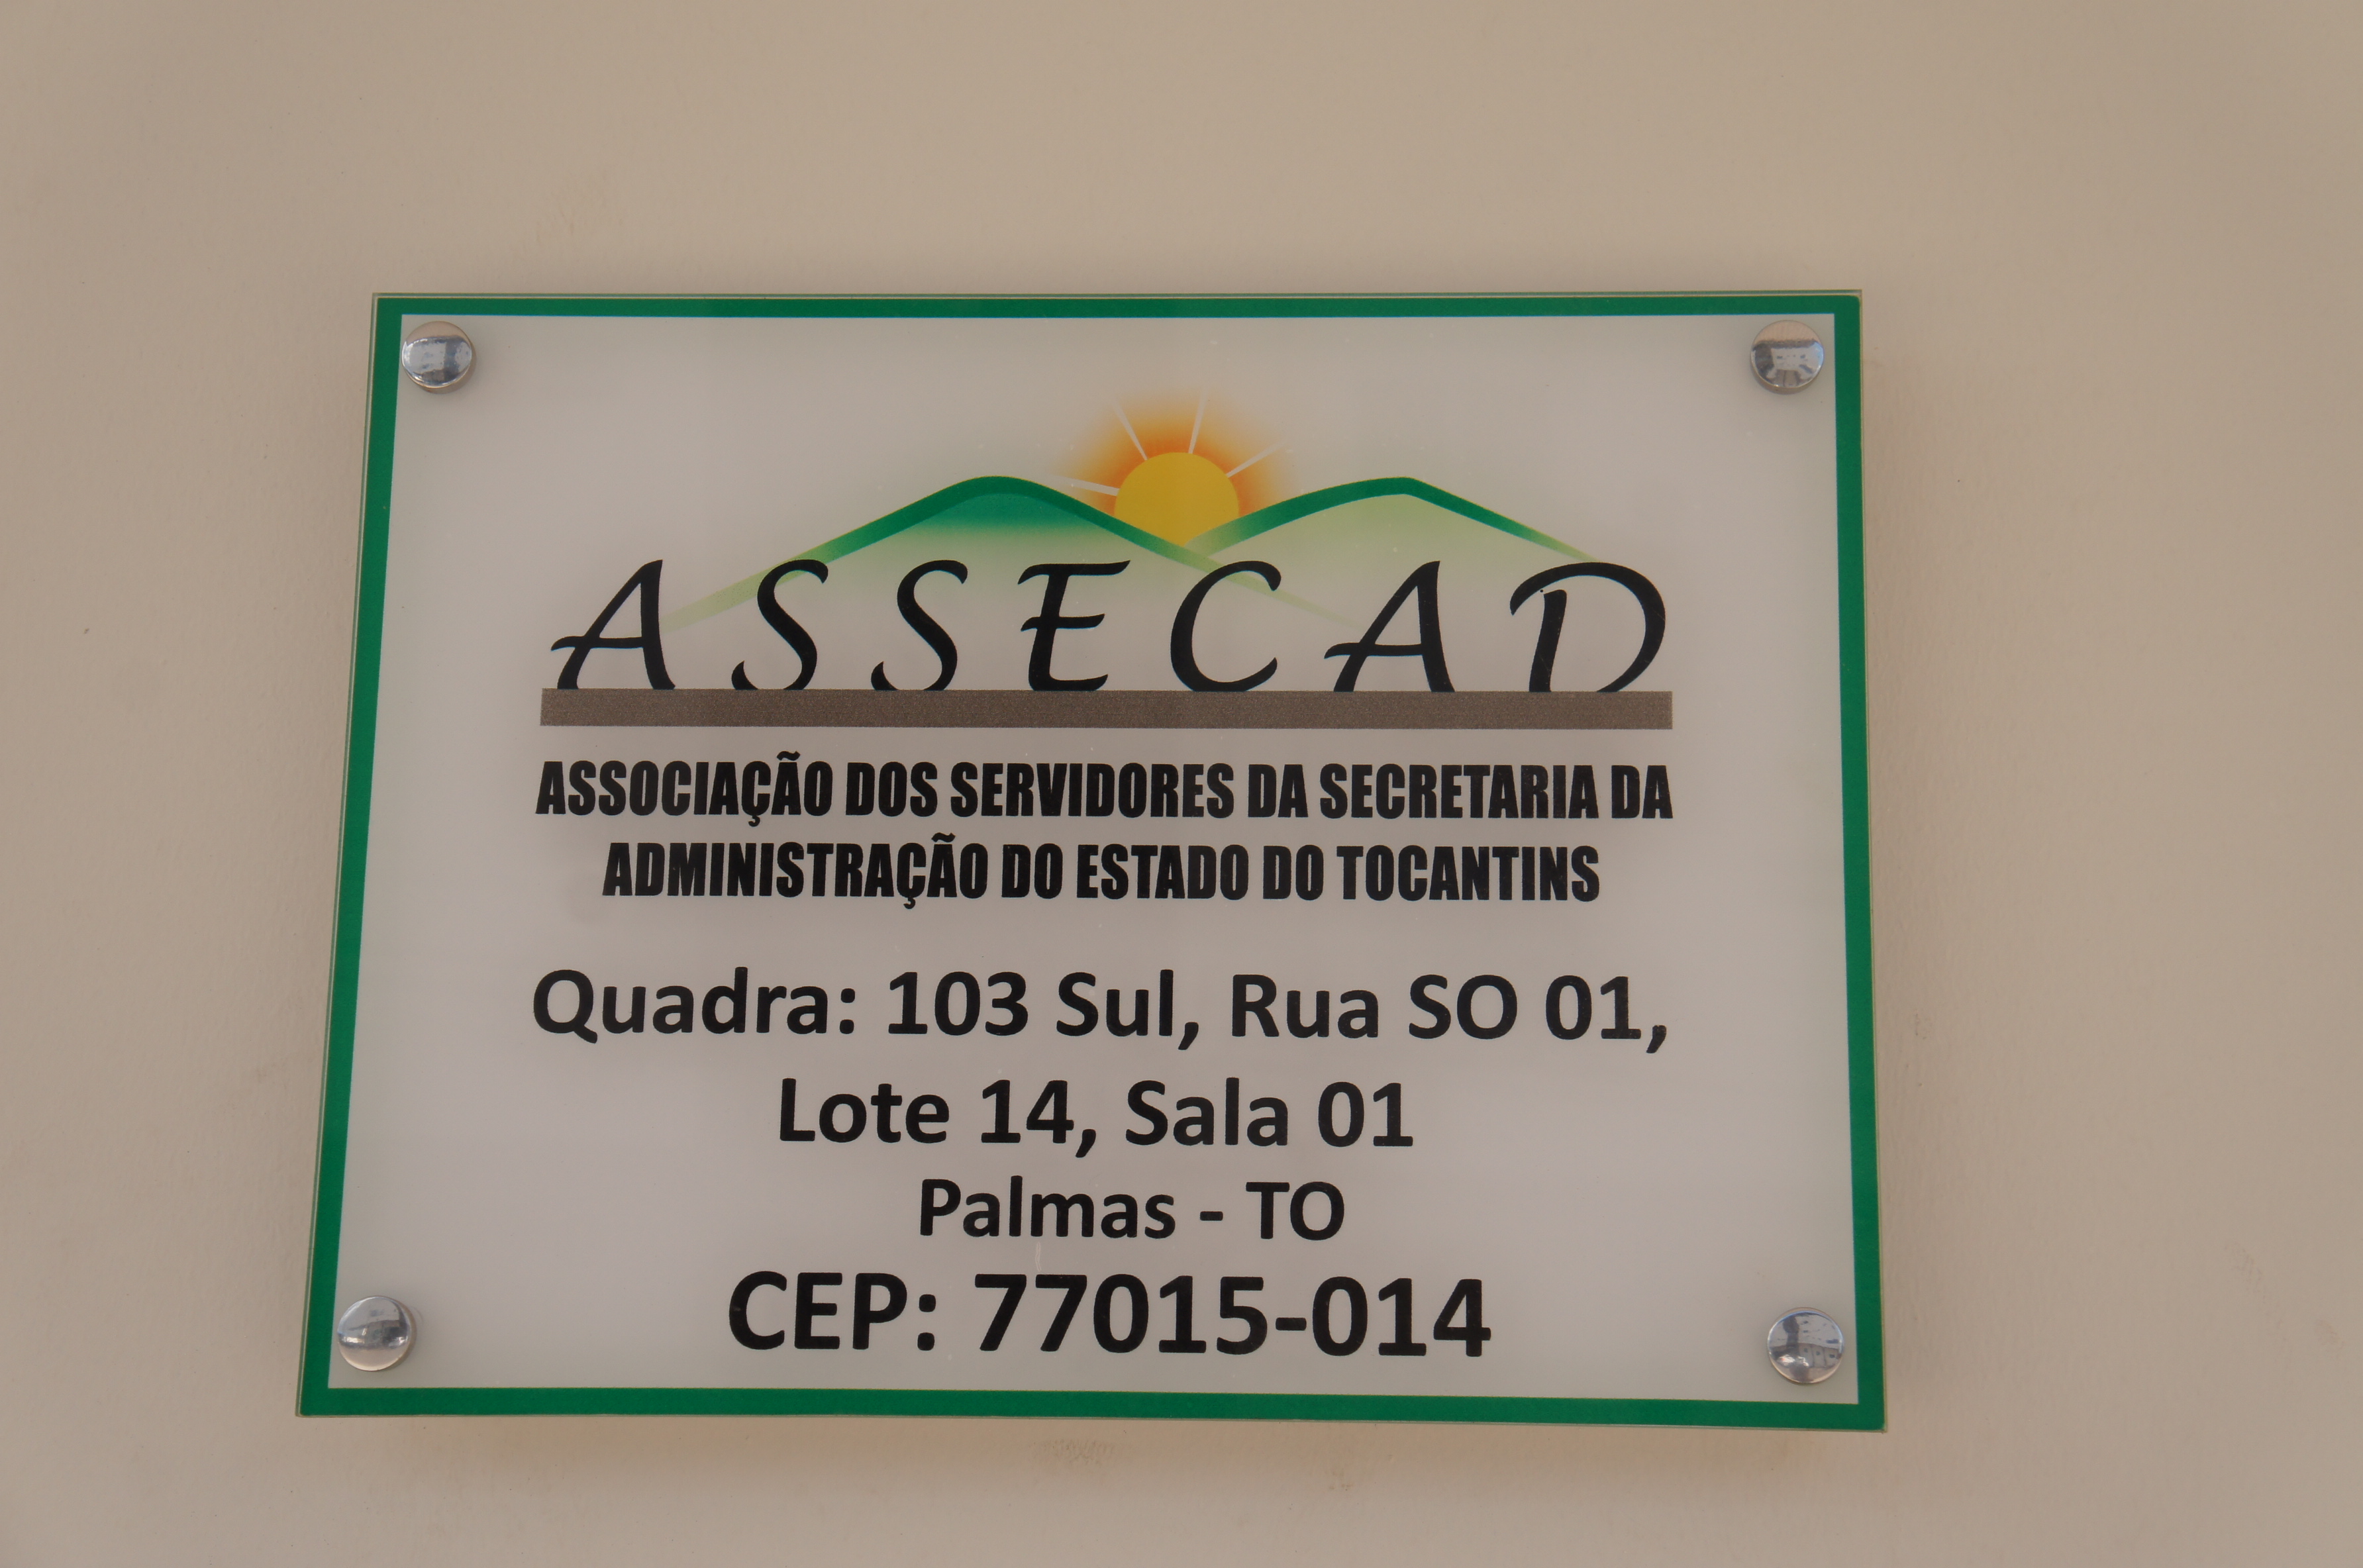 ASSECAD
ASSOCIAÇÃO DOS SERVIDORES DA SECRETARIA DA
ADMINISTRAÇÃO DO ESTADO DO TOCANTINS
Quadra: 103 Sul, Rua SO 01,
Lote 14, Sala 01
Palmas - TO
CEP: 77015-014